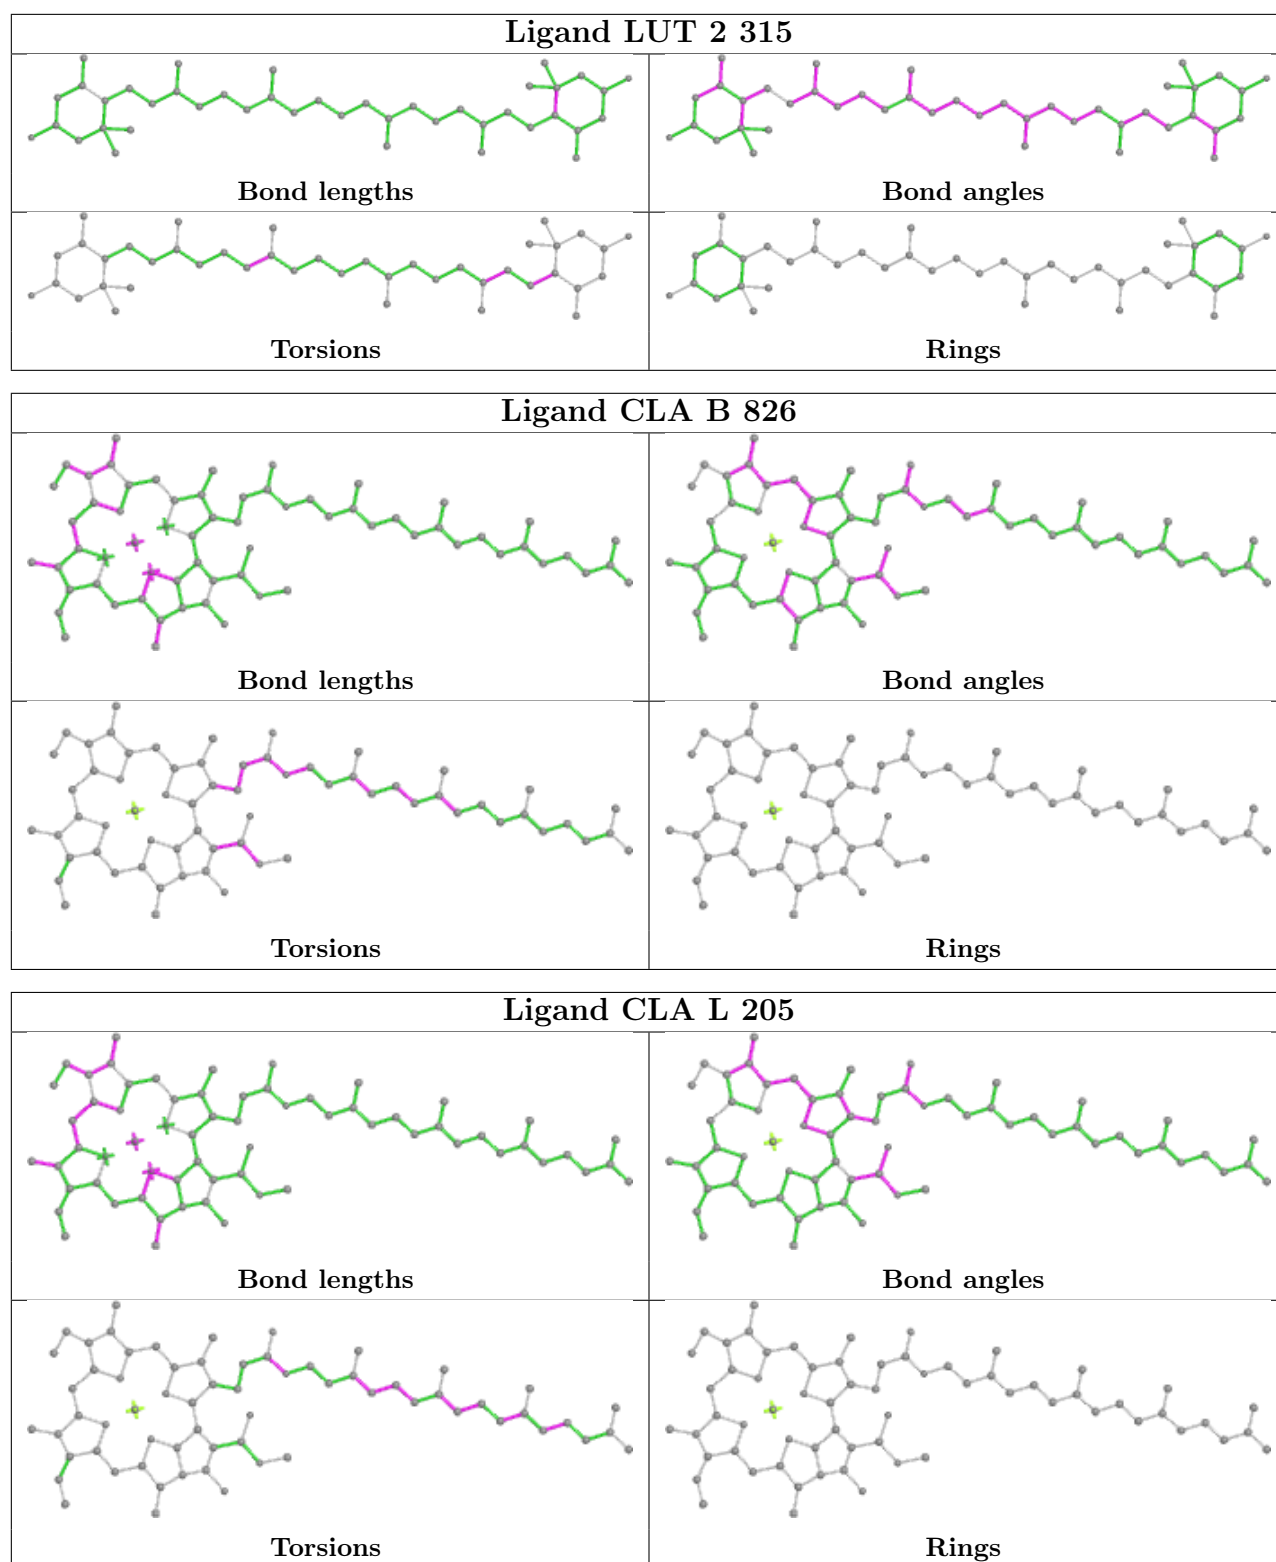 Ligand LUT 2 315
Bond lengths
Bond angles
Torsions
Rings
Ligand CLA B 826
Bond lengths
Bond angles
Torsions
Rings
Ligand CLA L 205
Bond lengths
Bond angles
Torsions
Rings